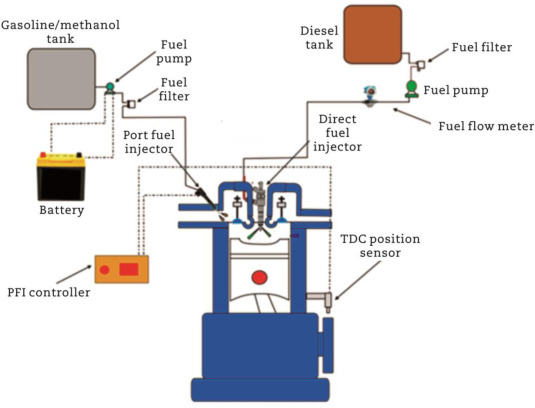 Gasoline/methanol
tank
Fuel
pump
Fuel
filter
Port fuel
injector
Battery
PFI controller
Diesel
tank
Fuel filter
Fuel pump
Fuel flow meter
Direct
fuel
injector
TDC position
sensor